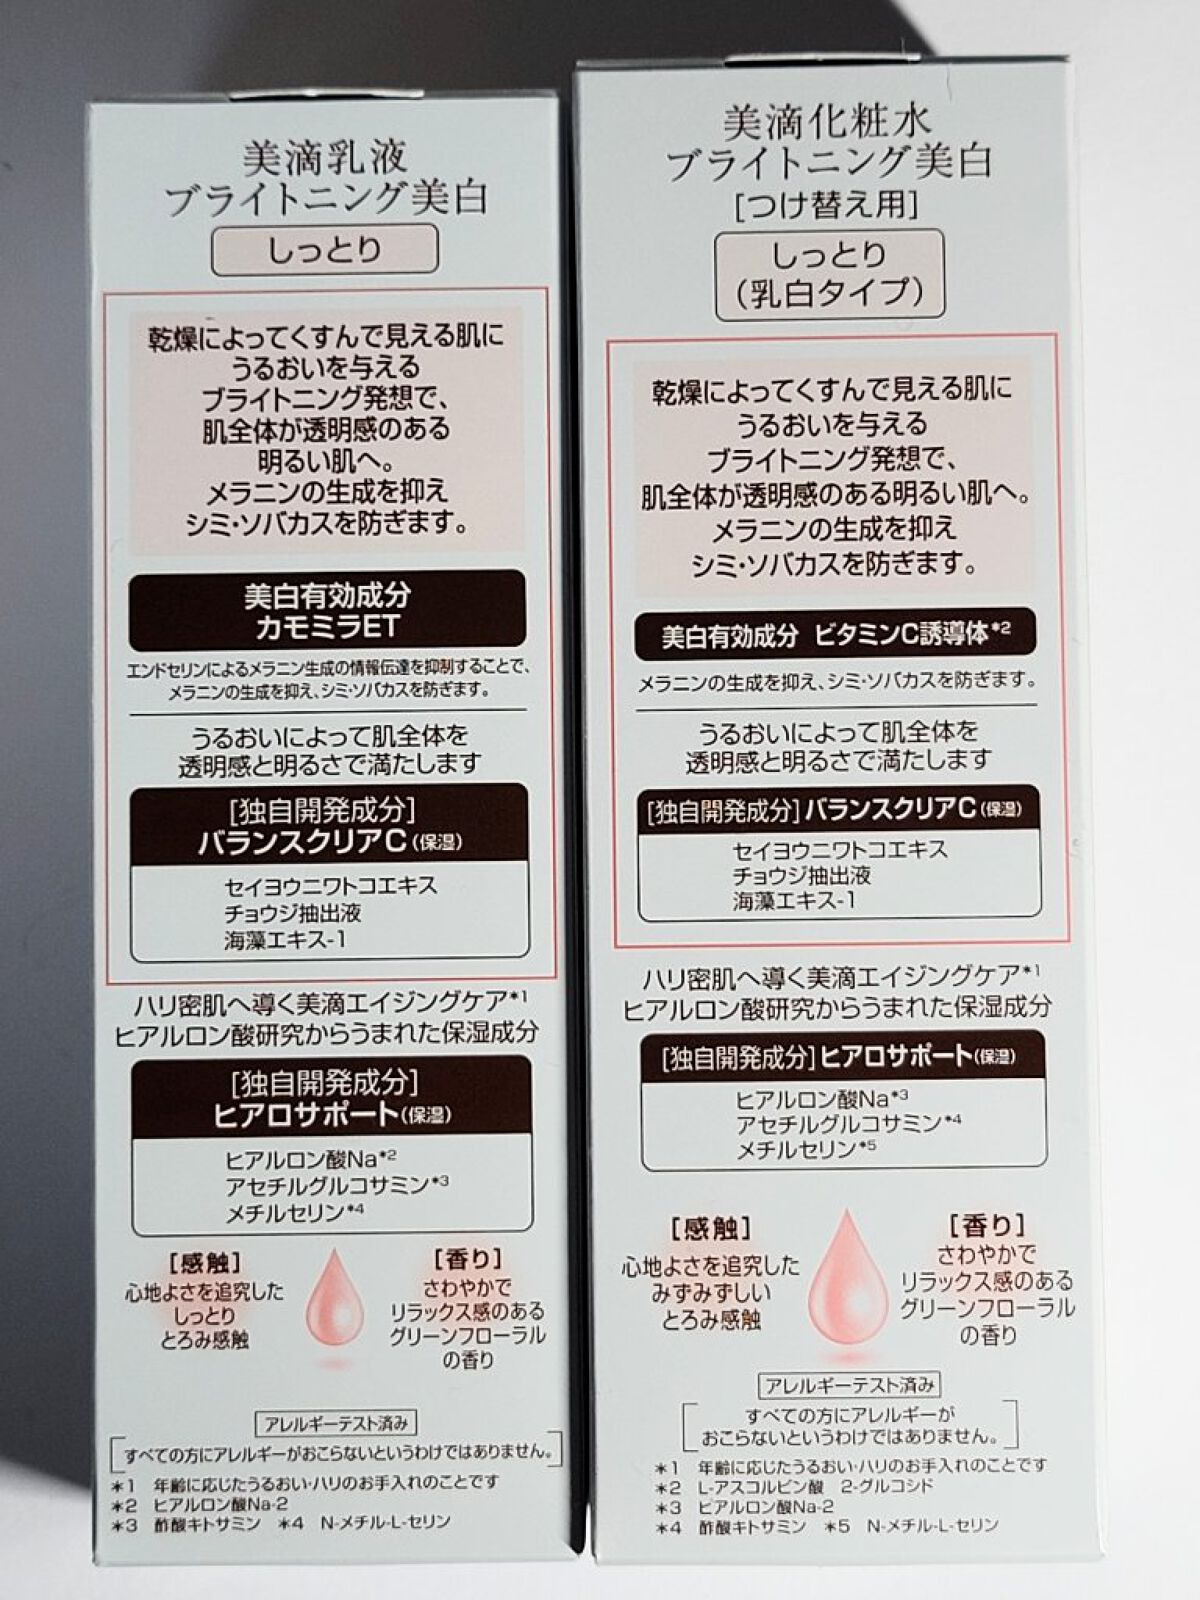 美滴乳液
ブライトニング美白
しっとり
乾燥によってくすんで見える肌に
うるおいを与える
ブライトニング発想で、
肌全体が透明感のある
明るい肌へ。
メラニンの生成を抑え
シミ・ソバカスを防ぎます。
美白有効成分
カモミラET
エンドセリンによるメラニン生成の情報伝達を抑制することで、
メラニンの生成を抑え、シミ・ソバカスを防ぎます。
うるおいによって肌全体を
透明感と明るさで満たします
[独自開発成分]
バランスクリアC(保湿)
セイヨウニワトコエキス
チョウジ抽出液
海藻エキス-1
ハリ密肌へ導く美滴エイジングケア*1
ヒアルロン酸研究からうまれた保湿成分
[独自開発成分]
ヒアロサポート(保湿)
ヒアルロン酸Na*2
アセチルグルコサミン*3
メチルセリン*4
[感触]
心地よさを追究した
しっとり
とろみ感触
[香り]
さわやかで
リラックス感のある
グリーンフローラル
の香り
アレルギーテスト済み
[すべての方にアレルギーがおこらないというわけではありません。]
*1 年齢に応じたうるおい・ハリのお手入れのことです
*2 ヒアルロン酸Na-2
*3 酢酸キトサミン *4 N-メチル-L-セリン
美滴化粧水
ブライトニング美白
[つけ替え用]
しっとり
(乳白タイプ)
乾燥によってくすんで見える肌に
うるおいを与える
ブライトニング発想で、
肌全体が透明感のある明るい肌へ。
メラニンの生成を抑え
シミ・ソバカスを防ぎます。
美白有効成分 ビタミンC誘導体*2
メラニンの生成を抑え、シミ・ソバカスを防ぎます。
うるおいによって肌全体を
透明感と明るさで満たします
[独自開発成分]バランスクリアC(保湿)
セイヨウニワトコエキス
チョウジ抽出液
海藻エキス-1
ハリ密肌へ導く美滴エイジングケア*1
ヒアルロン酸研究からうまれた保湿成分
[独自開発成分]ヒアロサポート(保湿)
ヒアルロン酸Na*3
アセチルグルコサミン*4
メチルセリン*5
[感触]
心地よさを追究した
みずみずしい
とろみ感触
[香り]
さわやかで
リラックス感のある
グリーンフローラル
の香り
アレルギーテスト済み
[すべての方にアレルギーが
おこらないというわけではありません。]
*1 年齢に応じたうるおい・ハリのお手入れのことです
*2 L-アスコルビン酸 2-グルコシド
*3 ヒアルロン酸Na-2
*4 酢酸キトサミン *5 N-メチル-L-セリン